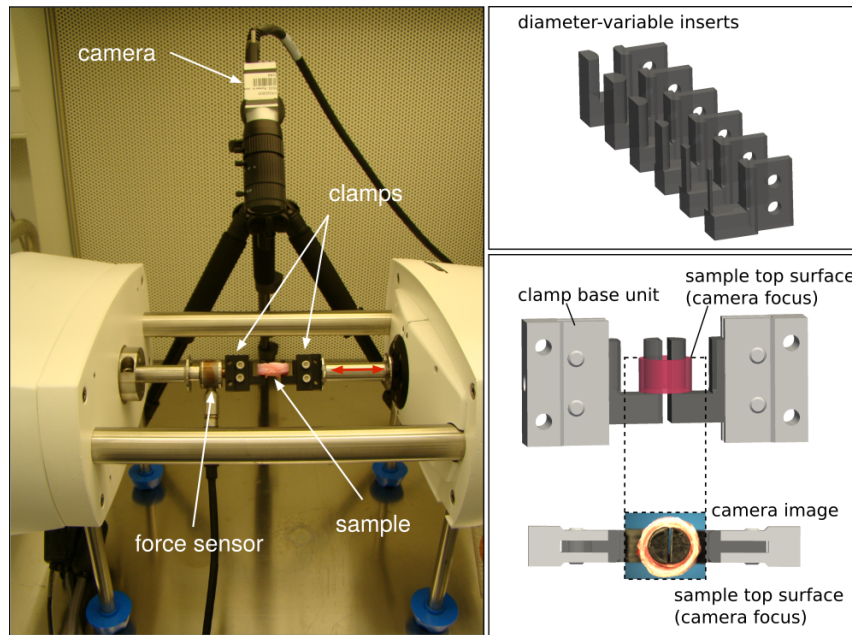 camera
clamps
force sensor
sample
diameter-variable inserts
clamp base unit
sample top surface
(camera focus)
camera image
sample top surface
(camera focus)